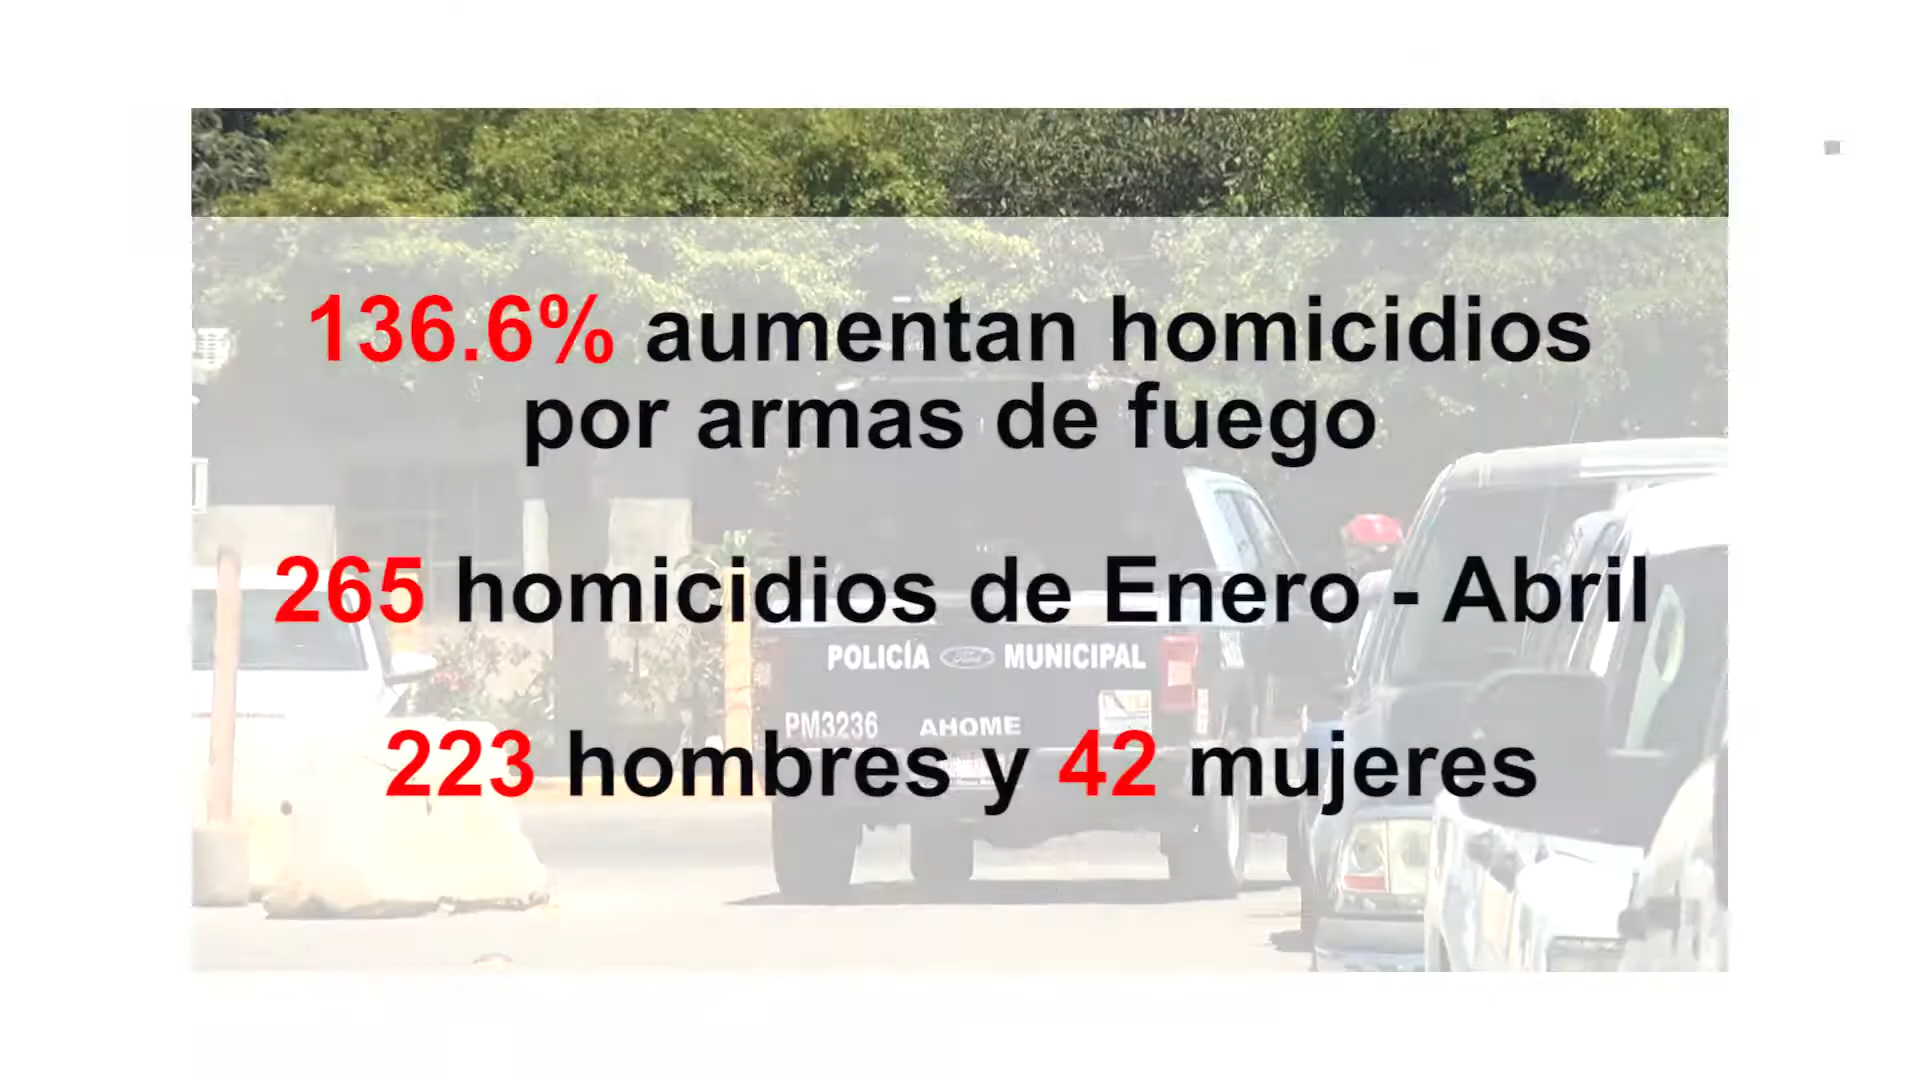 136.6% aumentan homicidios
por armas de fuego
265 homicidios de Enero - Abril
POLICÍA Ford MUNICIPAL
PM3236 AHOME
223 hombres y 42 mujeres